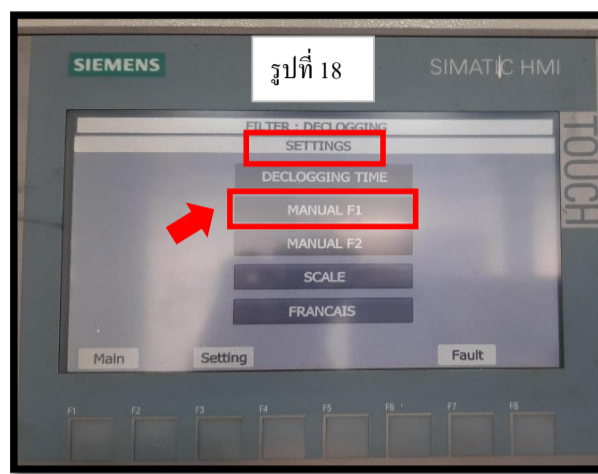 SIEMENS
รูปที่ 18
SIMATIC HMI
TOUCH
FILTER : DECLOGGING
SETTINGS
DECLOGGING TIME
MANUAL F1
MANUAL F2
SCALE
FRANCAIS
Main
Setting
Fault
F1
F2
F3
F4
F5
F6
F7
F8